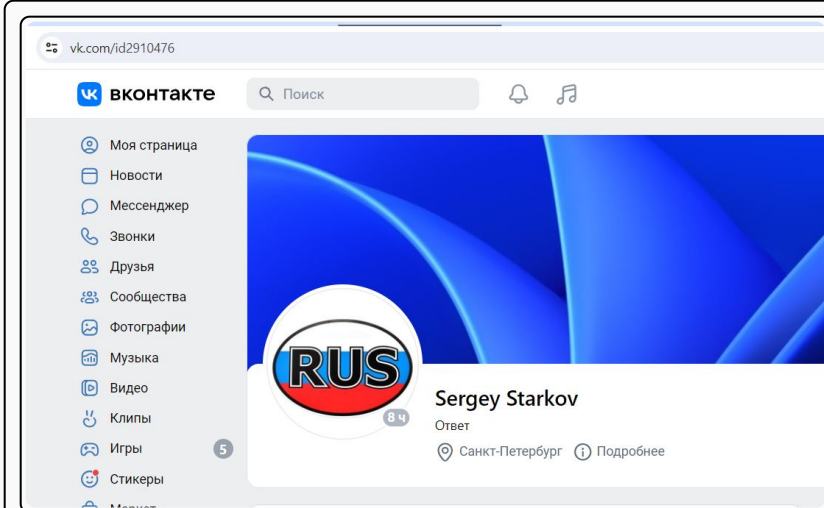 vk.com/id2910476
вконтакте
Поиск
Моя страница
Новости
Мессенджер
Звонки
Друзья
Сообщества
Фотографии
Музыка
Видео
Клипы
Игры 5
Стикеры
Маркет
RUS
8 ч
Sergey Starkov
Ответ
Санкт-Петербург Подробнее